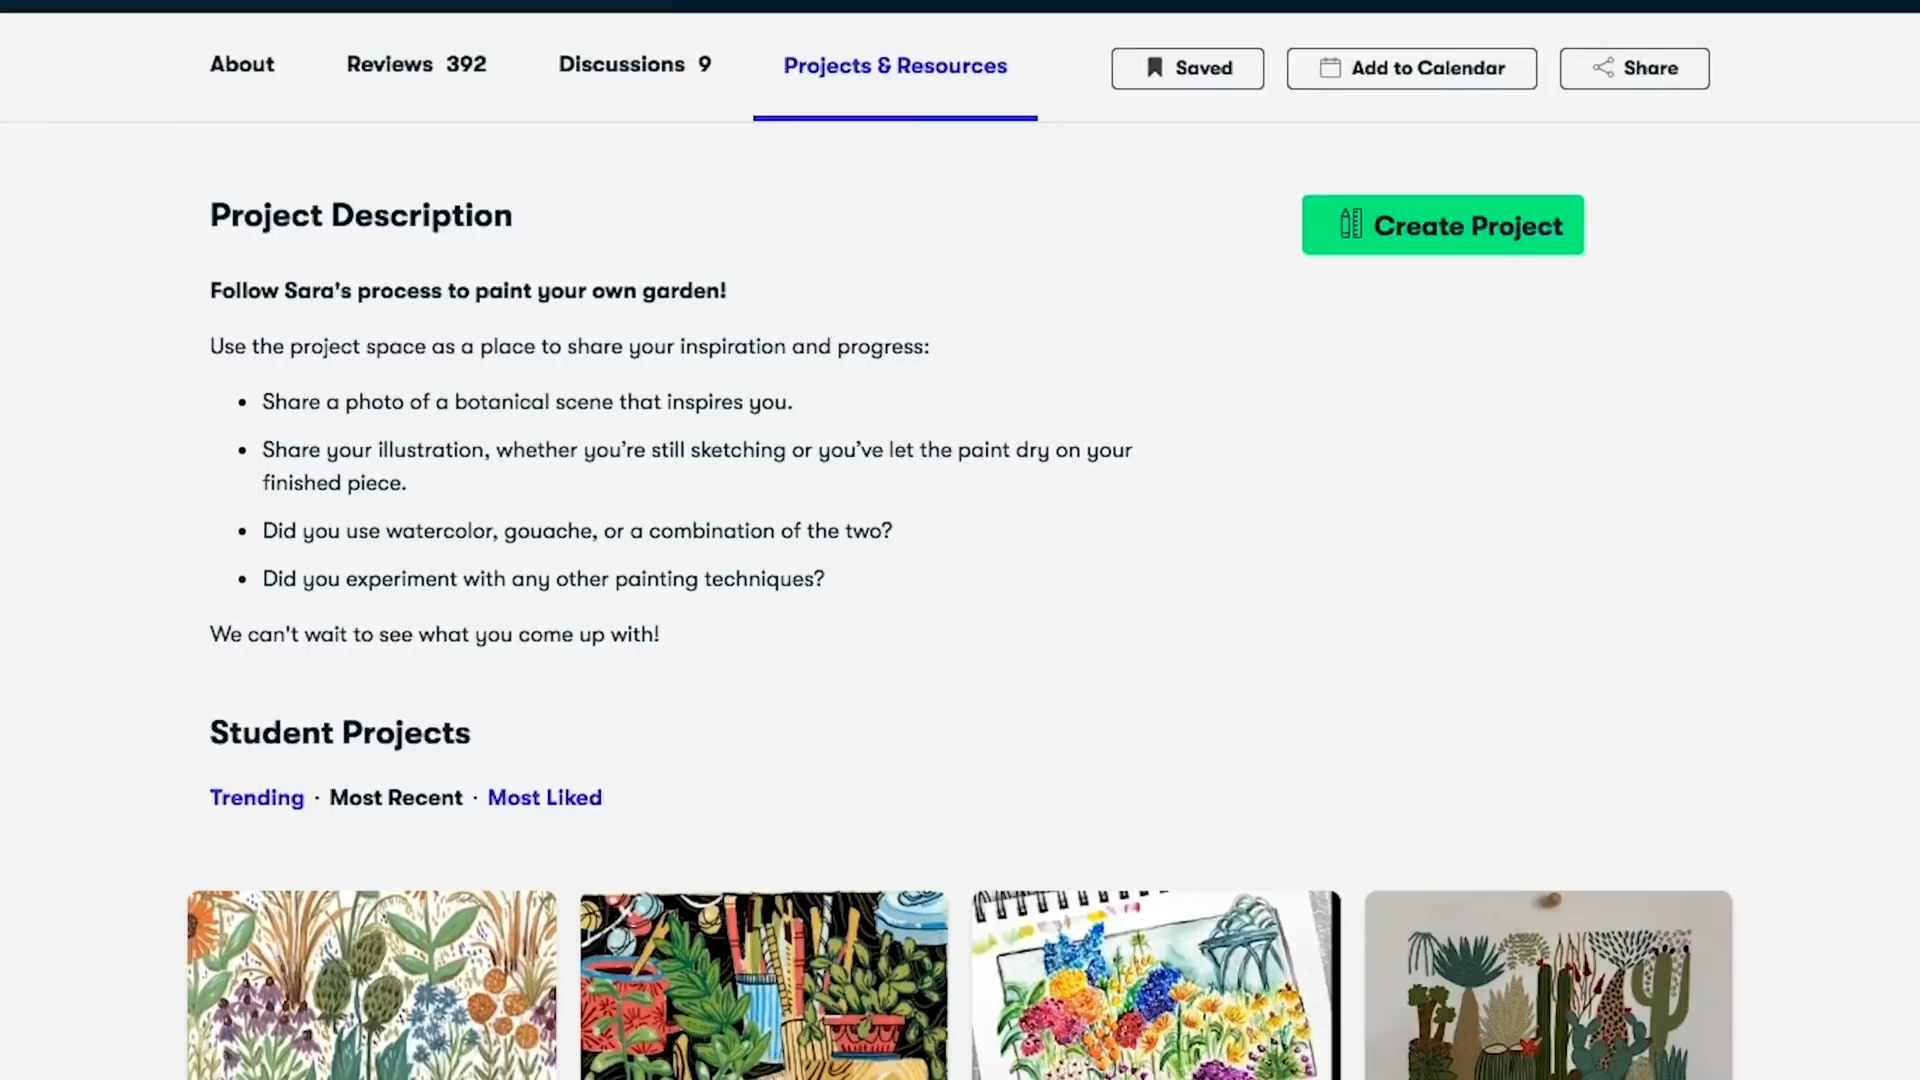 About Reviews 392 Discussions 9 Projects & Resources Saved Add to Calendar Share
Project Description
Create Project
Follow Sara's process to paint your own garden!
Use the project space as a place to share your inspiration and progress:
• Share a photo of a botanical scene that inspires you.
• Share your illustration, whether you’re still sketching or you’ve let the paint dry on your
finished piece.
• Did you use watercolor, gouache, or a combination of the two?
• Did you experiment with any other painting techniques?
We can't wait to see what you come up with!
Student Projects
Trending · Most Recent · Most Liked